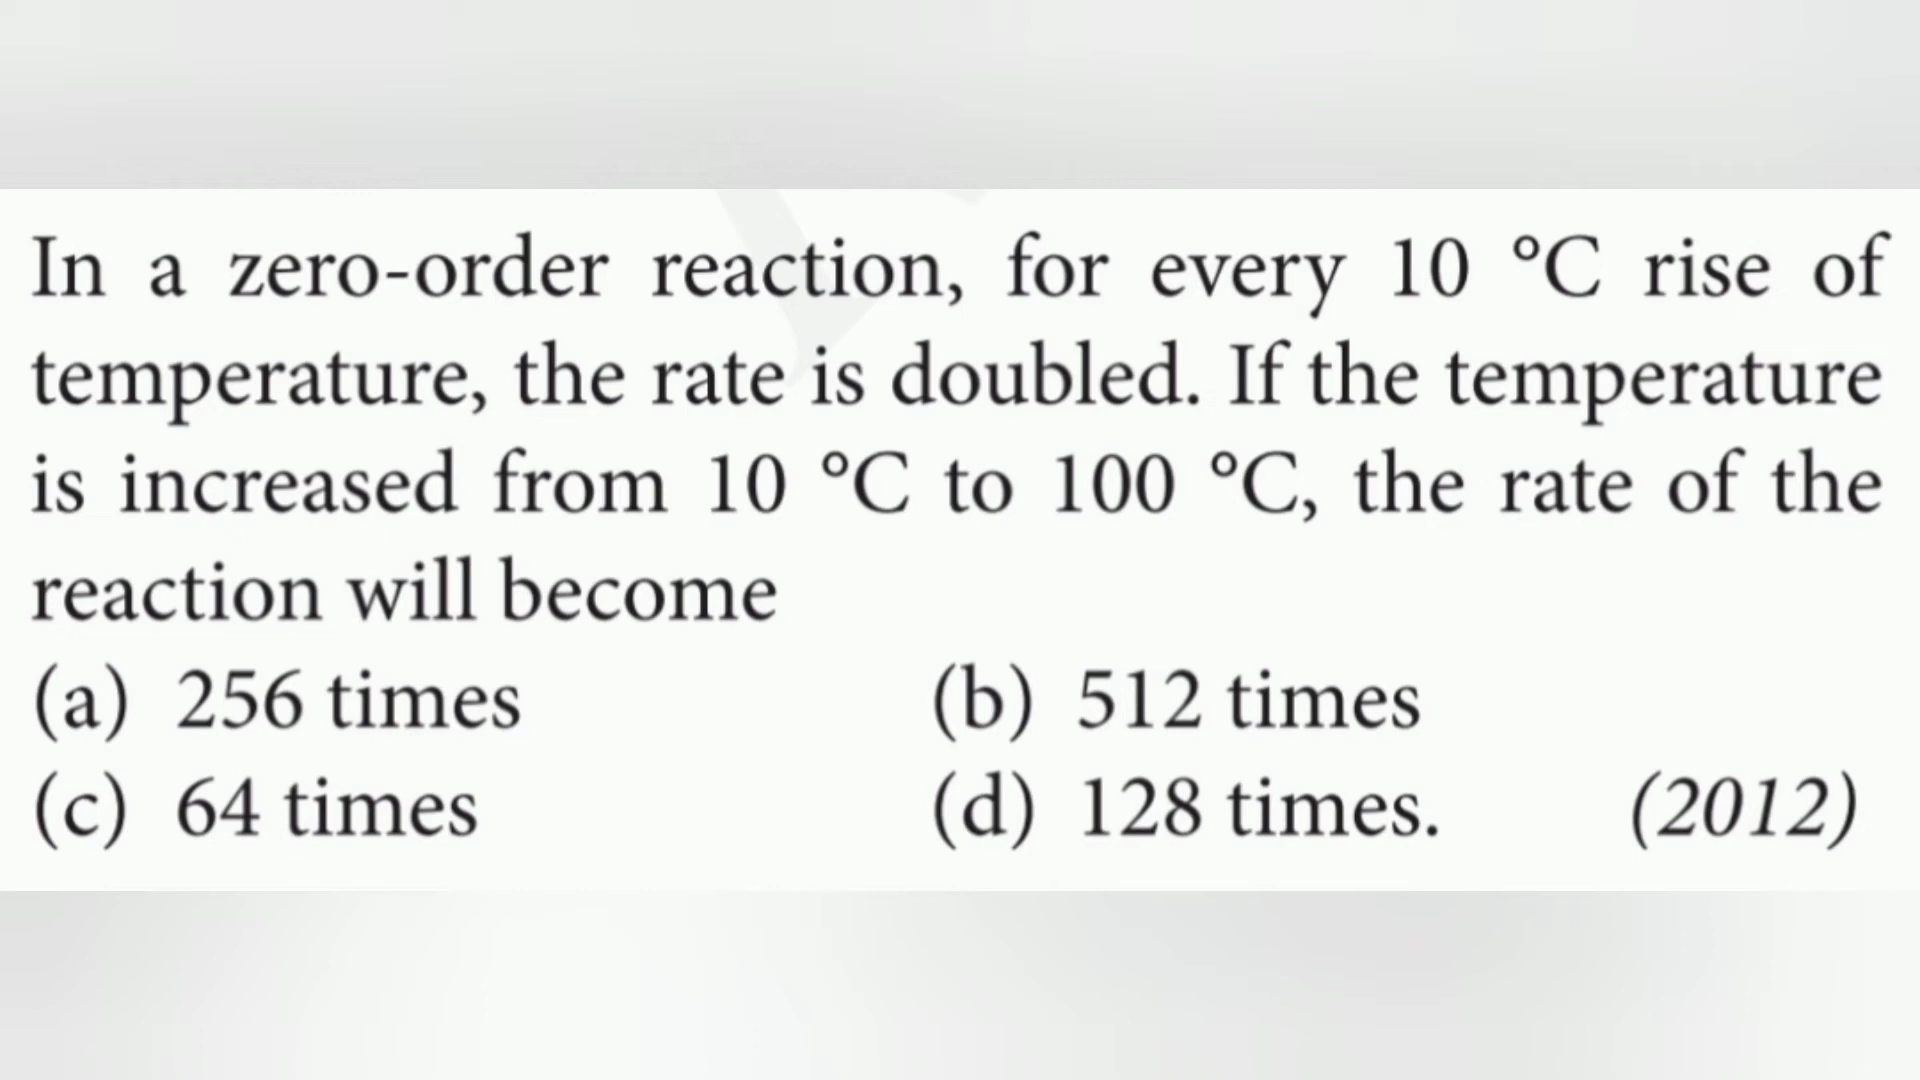 In a zero-order reaction, for every 10 °C rise of
temperature, the rate is doubled. If the temperature
is increased from 10 °C to 100 °C, the rate of the
reaction will become
(a) 256 times (b) 512 times
(c) 64 times (d) 128 times. (2012)